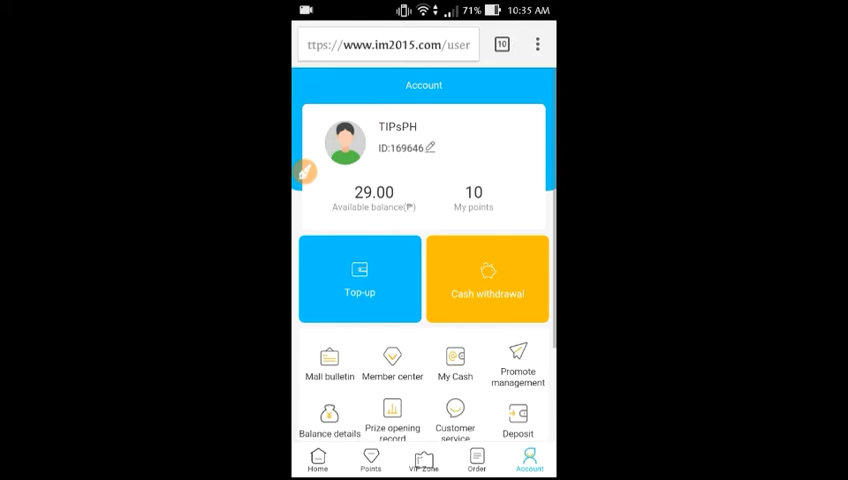 71% 10:35 AM
ttps://www.im2015.com/user
10
Account
TIPsPH
ID:169646
29.00
Available balance(₱)
10
My points
Top-up
Cash withdrawal
Mall bulletin
Member center
My Cash
Promote management
Balance details
Prize opening record
Customer service
Deposit
Home
Points
VIP Zone
Order
Account